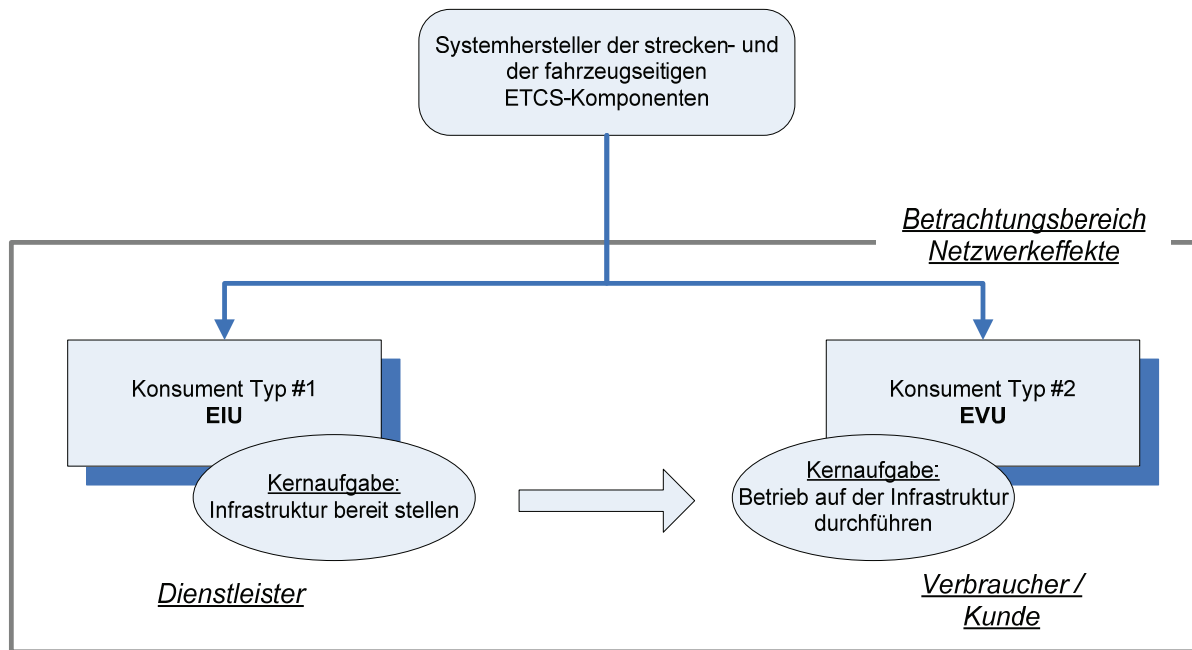 Systemhersteller der strecken- und
der fahrzeugseitigen
ETCS-Komponenten
Betrachtungsbereich
Netzwerkeffekte
Konsument Typ #1
EIU
Kernaufgabe:
Infrastruktur bereit stellen
Dienstleister
Konsument Typ #2
EVU
Kernaufgabe:
Betrieb auf der Infrastruktur
durchführen
Verbraucher /
Kunde